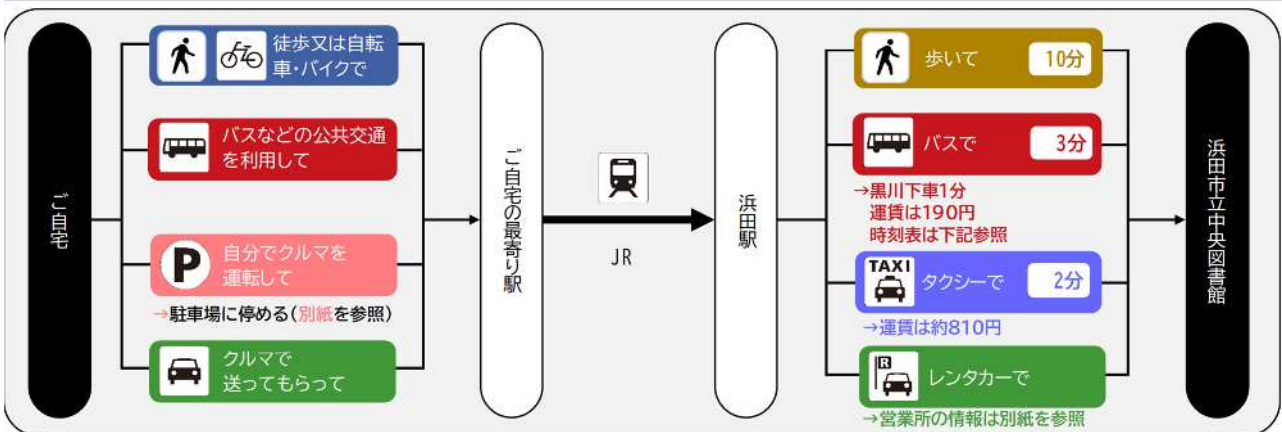 ご自宅
徒歩又は自転
車・バイクで
バスなどの公共交通
を利用して
P
自分でクルマを
運転して
→駐車場に停める(別紙を参照)
クルマで
送ってもらって
ご自宅の最寄り駅
JR
浜田駅
歩いて
10分
バスで
3分
→黒川下車1分
運賃は190円
時刻表は下記参照
TAXI
タクシーで
2分
→運賃は約810円
R
レンタカーで
→営業所の情報は別紙を参照
浜田市立中央図書館